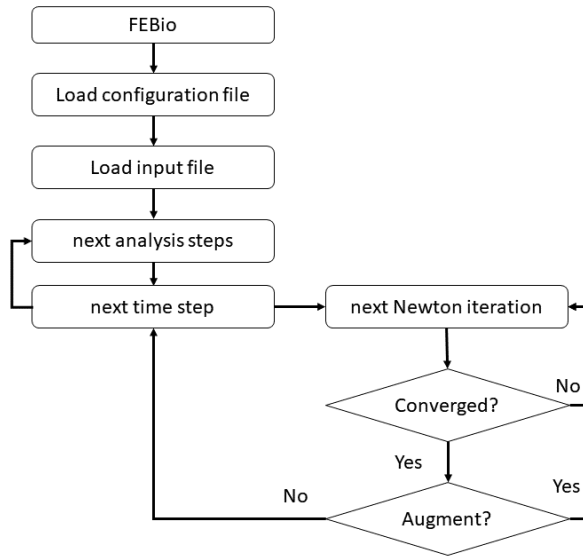 FEBio
Load configuration file
Load input file
next analysis steps
next time step
next Newton iteration
Converged?
No
Yes
No
Yes
Augment?